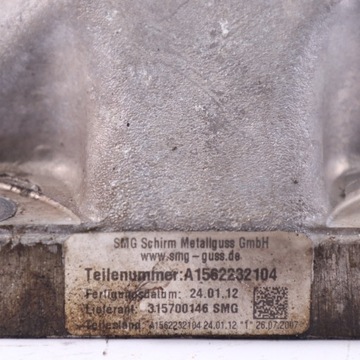 SMG Schirm Metallguss GmbH
www.smg-guss.de
Teilenummer:A1562232104
Fertigungsdatum: 24.01.12
Lieferant: 315700146 SMG
A1562232104 24.01.12 "1" 26.07.2007